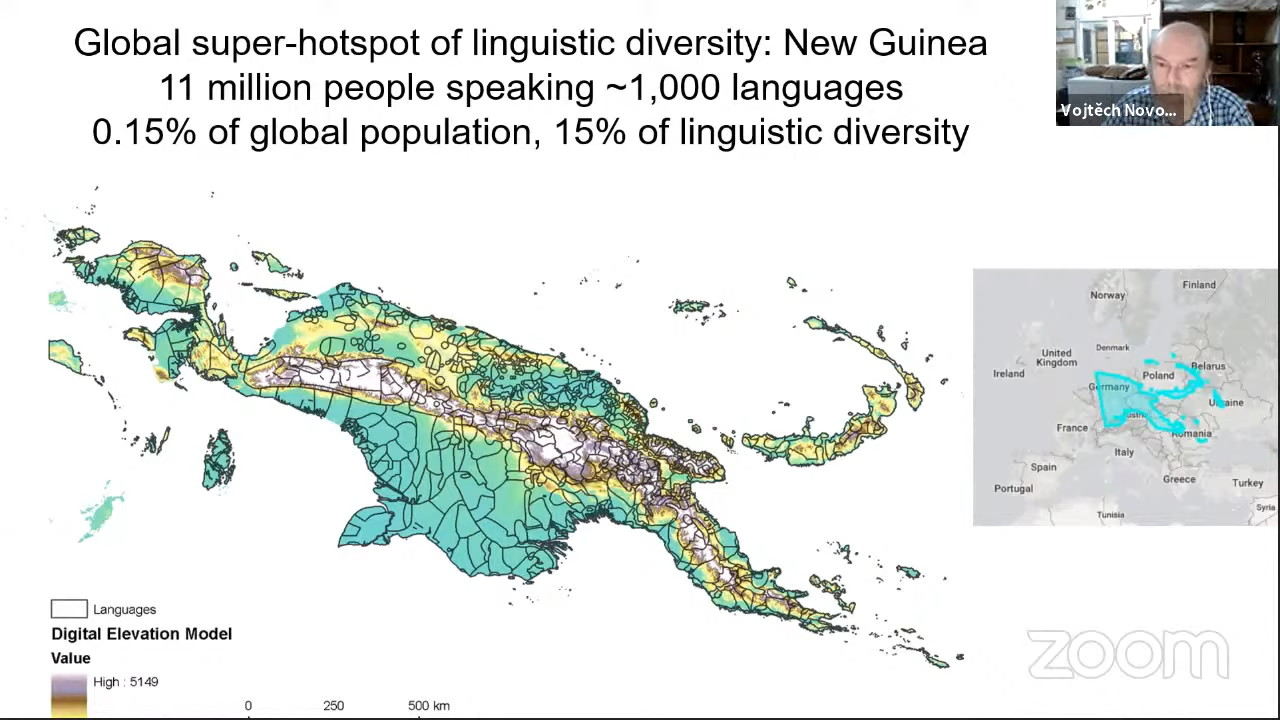 Global super-hotspot of linguistic diversity: New Guinea
11 million people speaking ~1,000 languages
0.15% of global population, 15% of linguistic diversity
Vojtěch Novo...
Norway
Finland
Denmark
United
Kingdom
Ireland
Belarus
Poland
Germany
Ukraine
France
Romania
Italy
Spain
Greece
Turkey
Portugal
Syria
Tunisia
Languages
Digital Elevation Model
Value
High : 5149
0 250 500 km
zoom